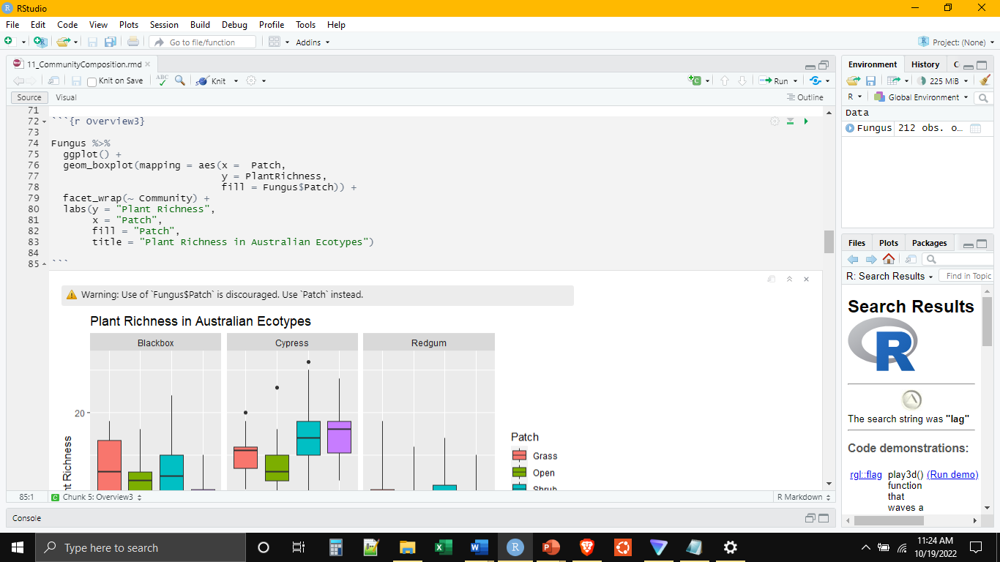 RStudio
File Edit Code View Plots Session Build Debug Profile Tools Help
Go to file/function Addins Project: (None)
11_CommunityComposition.rmd
Knit on Save ABC Knit Run
Source Visual Outline
71
72 ```{r Overview3}
73
74 Fungus %>%
75 ggplot() +
76 geom_boxplot(mapping = aes(x =  Patch,
77 y = PlantRichness,
78 fill = Fungus$Patch)) +
79 facet_wrap(~ Community) +
80 labs(y = "Plant Richness",
81 x = "Patch",
82 fill = "Patch",
83 title = "Plant Richness in Australian Ecotypes")
84
85 ```
Warning: Use of `Fungus$Patch` is discouraged. Use `Patch` instead.
Plant Richness in Australian Ecotypes
Blackbox Cypress Redgum
20
nt Richness
Patch
Grass
Open
Shrub
85:1 C Chunk 5: Overview3 R Markdown
Console
Environment History C
225 MiB
R Global Environment
Data
Fungus 212 obs. o…
Files Plots Packages
R: Search Results Find in Topic
Search Results
R
The search string was "lag"
Code demonstrations:
rgl::flag play3d() (Run demo)
function
that
waves a
Type here to search
11:24 AM
10/19/2022